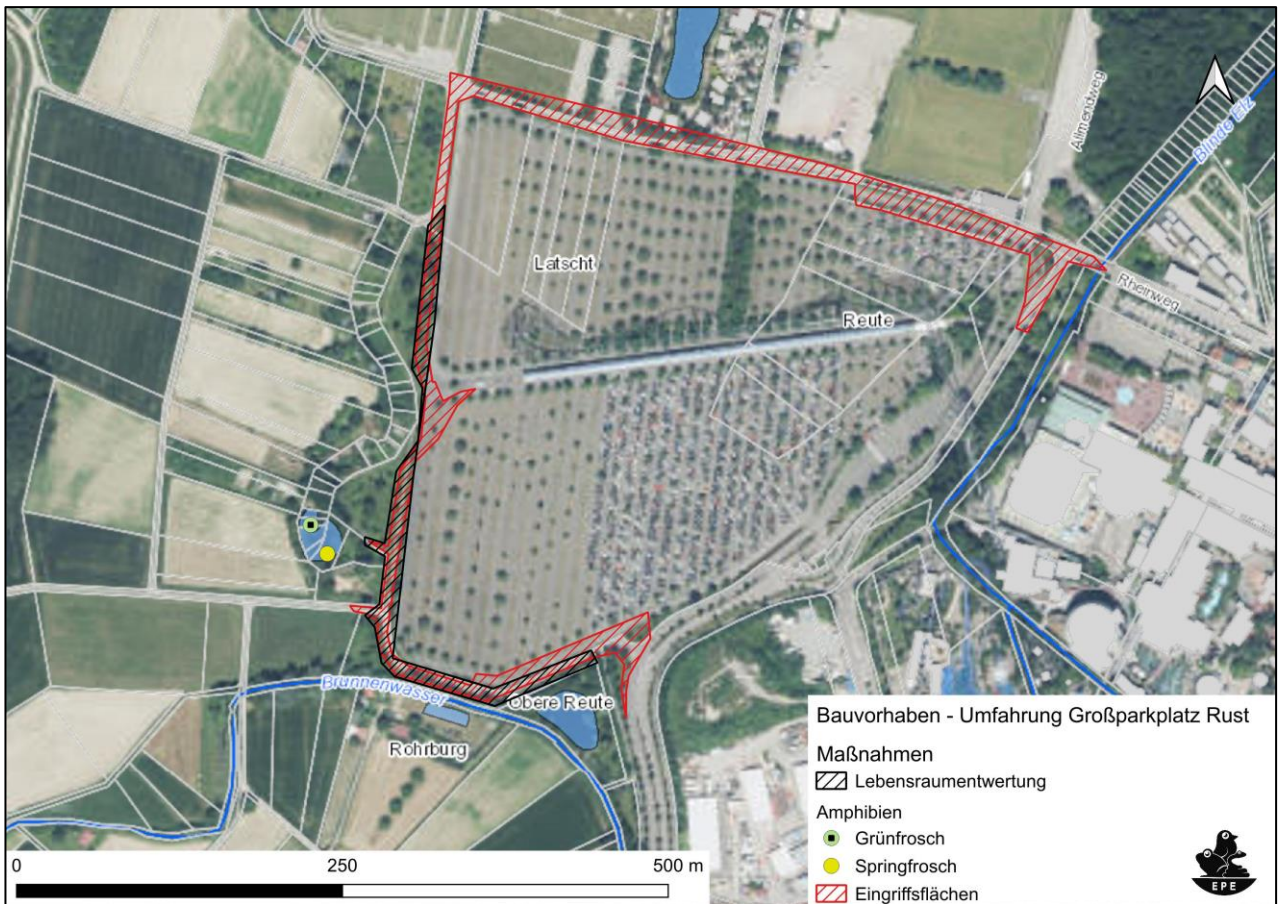 Allmendweg
Blinde Elz
Latscht
Rheinweg
Reute
Brunnenwasser
Obere Reute
Rohrburg
Bauvorhaben - Umfahrung Großparkplatz Rust
Maßnahmen
Lebensraumentwertung
Amphibien
Grünfrosch
Springfrosch
Eingriffsflächen
EPE
0 250 500 m